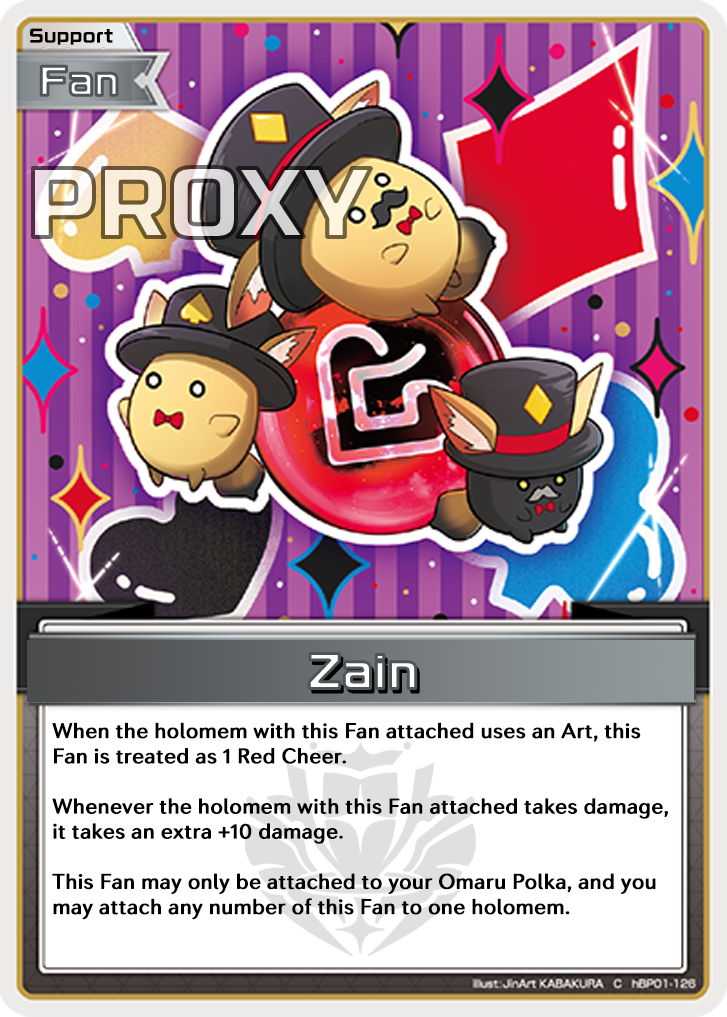 Support
Fan
PROXY
Zain
When the holomem with this Fan attached uses an Art, this
Fan is treated as 1 Red Cheer.
Whenever the holomem with this Fan attached takes damage,
it takes an extra +10 damage.
This Fan may only be attached to your Omaru Polka, and you
may attach any number of this Fan to one holomem.
Illust:JinArt KABAKURA C hBP01-126